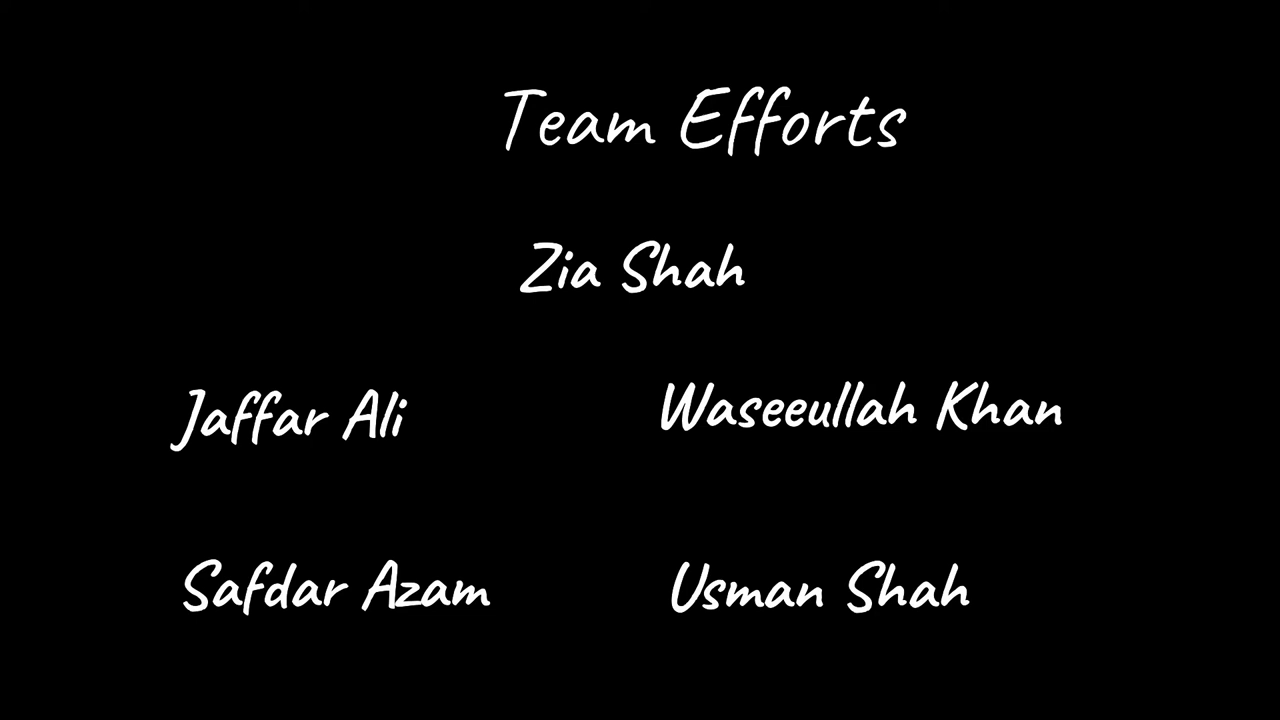 Team Efforts
Zia Shah
Jaffar Ali
Waseeullah Khan
Safdar Azam
Usman Shah